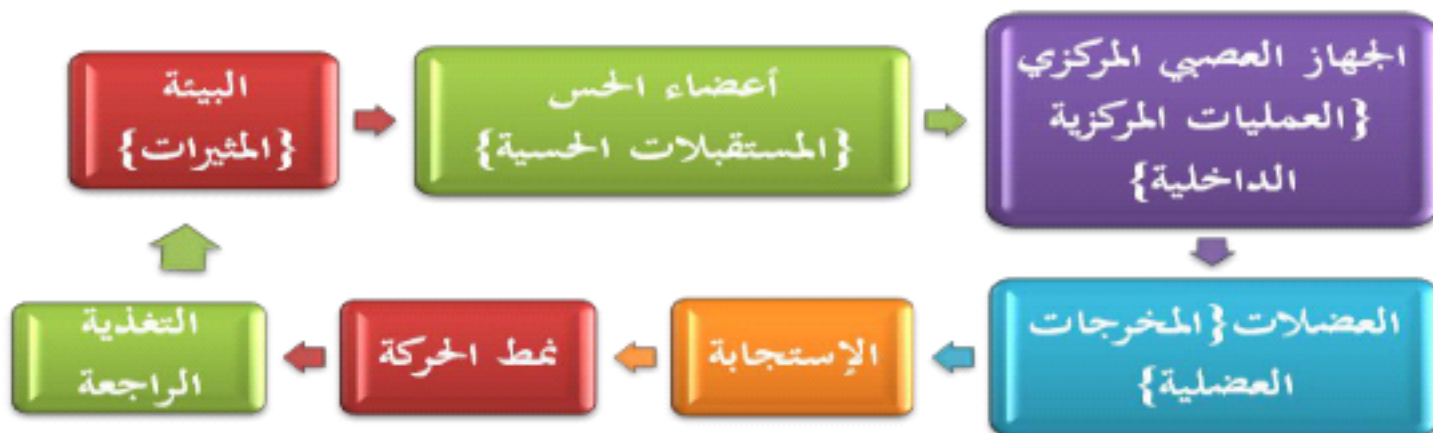 البيئة
{المثيرات}
أعضاء الحس
{المستقبلات الحسية}
الجهاز العصبي المركزي
{العمليات المركزية
الداخلية}
العضلات{المخرجات
العضلية}
الإستجابة
نمط الحركة
التغذية
الراجعة